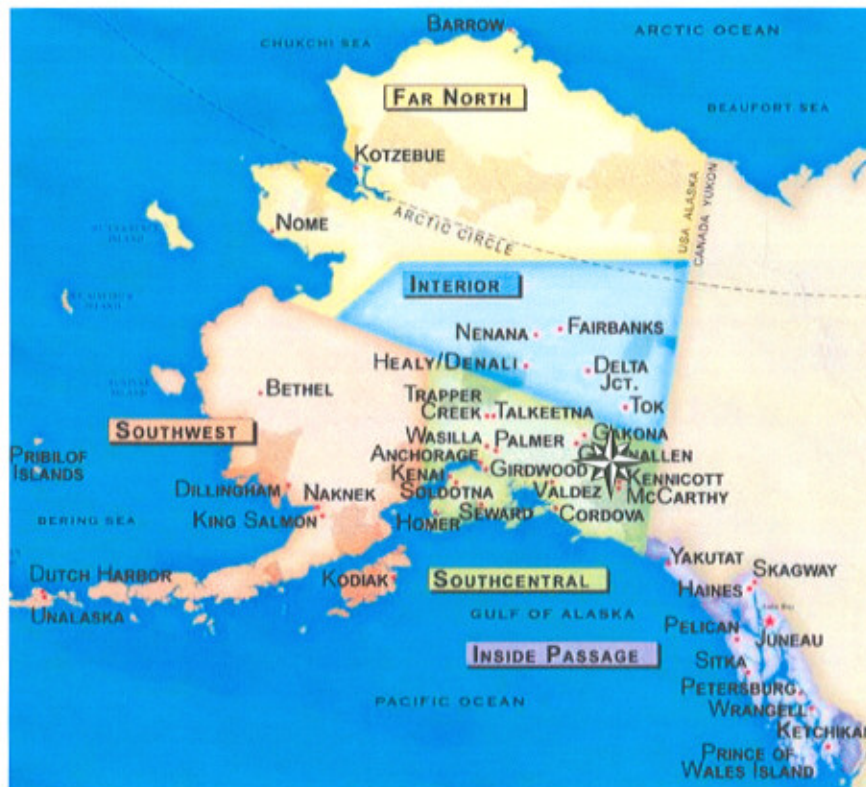 BARROW
ARCTIC OCEAN
CHUKCHI SEA
FAR NORTH
BEAUFORT SEA
KOTZEBUE
USA ALASKA
CANADA YUKON
NOME
ARCTIC CIRCLE
INTERIOR
NENANA
FAIRBANKS
HEALY/DENALI
DELTA
JCT.
BETHEL
TRAPPER
CREEK
TALKEETNA
TOK
SOUTHWEST
WASILLA
PALMER
GAKONA
ANCHORAGE
PRIBILOF
ISLANDS
KENAI
GIRDWOOD
KENNICOTT
DILLINGHAM
NAKNEK
SOLDOTNA
VALDEZ
MCCARTHY
BERING SEA
KING SALMON
HOMER
SEWARD
CORDOVA
YAKUTAT
DUTCH HARBOR
KODIAK
SOUTHCENTRAL
HAINES
SKAGWAY
UNALASKA
GULF OF ALASKA
PELICAN
JUNEAU
INSIDE PASSAGE
SITKA
PACIFIC OCEAN
PETERSBURG
WRANGELL
KETCHIKAN
PRINCE OF
WALES ISLAND